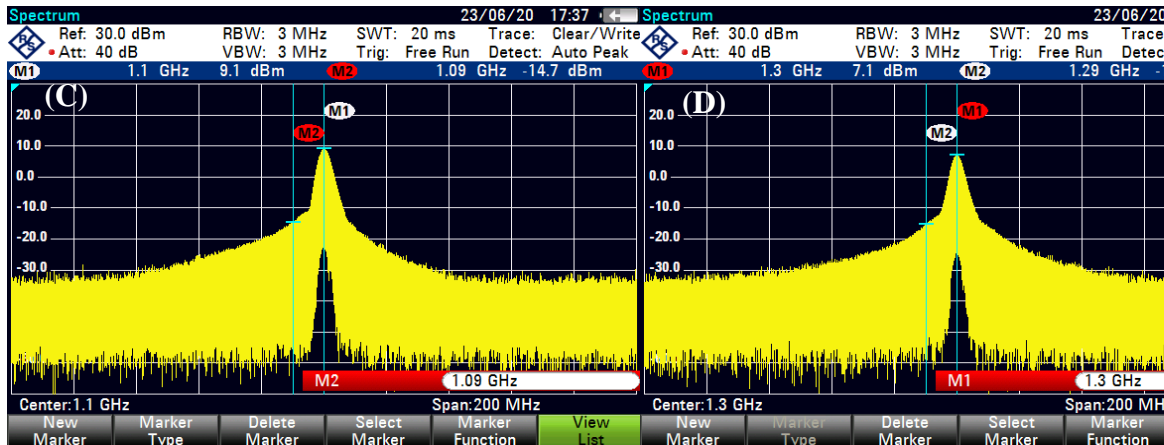 Spectrum 23/06/20 17:37
Ref: 30.0 dBm RBW: 3 MHz SWT: 20 ms Trace: Clear/Write
Att: 40 dB VBW: 3 MHz Trig: Free Run Detect: Auto Peak
M1 1.1 GHz 9.1 dBm M2 1.09 GHz -14.7 dBm
(C)
M1
M2
20.0
10.0
0.0
-10.0
-20.0
-30.0
M2 1.09 GHz
Center:1.1 GHz Span:200 MHz
New Marker Marker Type Delete Marker Select Marker Marker Function View List
Spectrum 23/06/20
Ref: 30.0 dBm RBW: 3 MHz SWT: 20 ms Trace
Att: 40 dB VBW: 3 MHz Trig: Free Run Detec
M1 1.3 GHz 7.1 dBm M2 1.29 GHz
(D)
M1
M2
20.0
10.0
0.0
-10.0
-20.0
-30.0
M1 1.3 GHz
Center:1.3 GHz Span:200 MHz
New Marker Marker Type Delete Marker Select Marker Marker Function